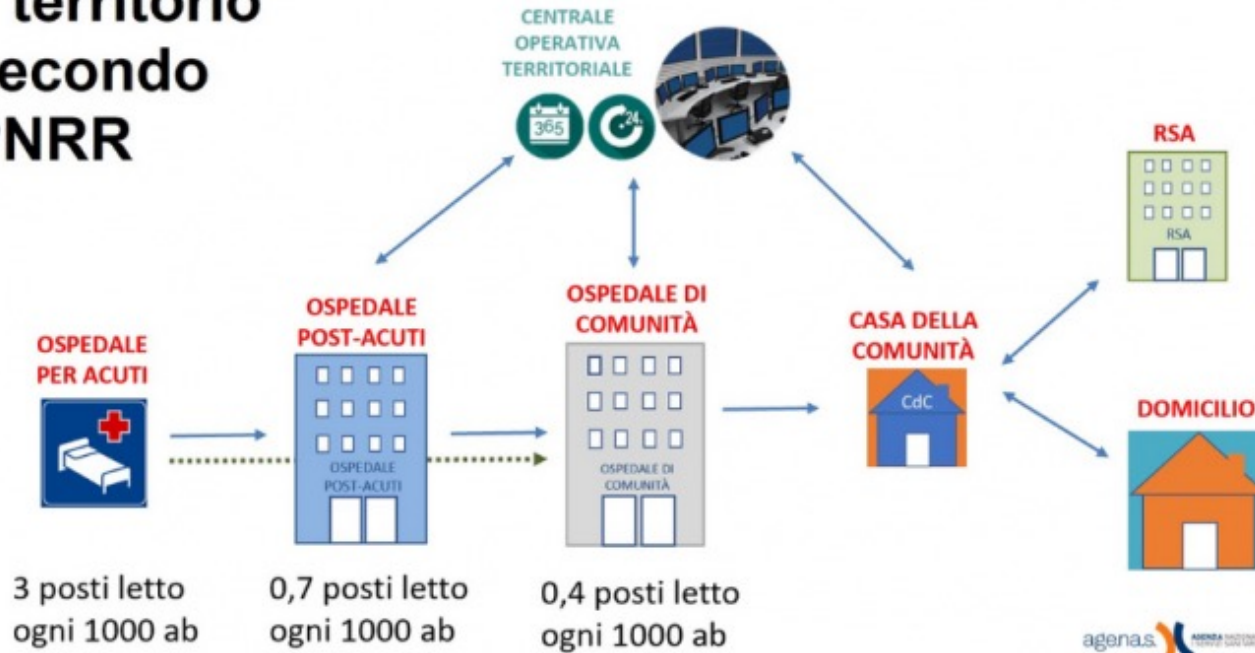 territorio
econdo
NRR
CENTRALE
OPERATIVA
TERRITORIALE
365
24
RSA
RSA
OSPEDALE
PER ACUTI
OSPEDALE
POST-ACUTI
OSPEDALE
POST-ACUTI
OSPEDALE DI
COMUNITÀ
OSPEDALE DI
COMUNITÀ
CASA DELLA
COMUNITÀ
CdC
DOMICILIO
3 posti letto
ogni 1000 ab
0,7 posti letto
ogni 1000 ab
0,4 posti letto
ogni 1000 ab
agenas.